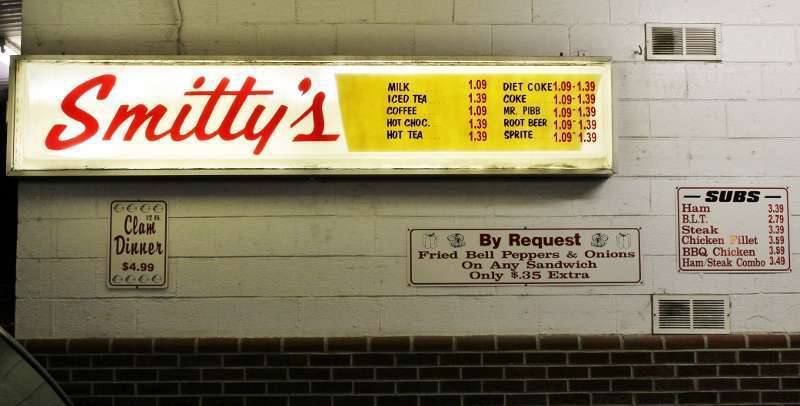 Smitty's
MILK 1.09
ICED TEA 1.39
COFFEE 1.09
HOT CHOC. 1.39
HOT TEA 1.39
DIET COKE 1.09-1.39
COKE 1.09-1.39
MR. PIBB 1.09-1.39
ROOT BEER 1.09-1.39
SPRITE 1.09-1.39
Clam
Dinner
$4.99
By Request
Fried Bell Peppers & Onions
On Any Sandwich
Only $.35 Extra
SUBS
Ham 3.39
B.L.T. 2.79
Steak 3.39
Chicken Fillet 3.59
BBQ Chicken 3.59
Ham/Steak Combo 3.49